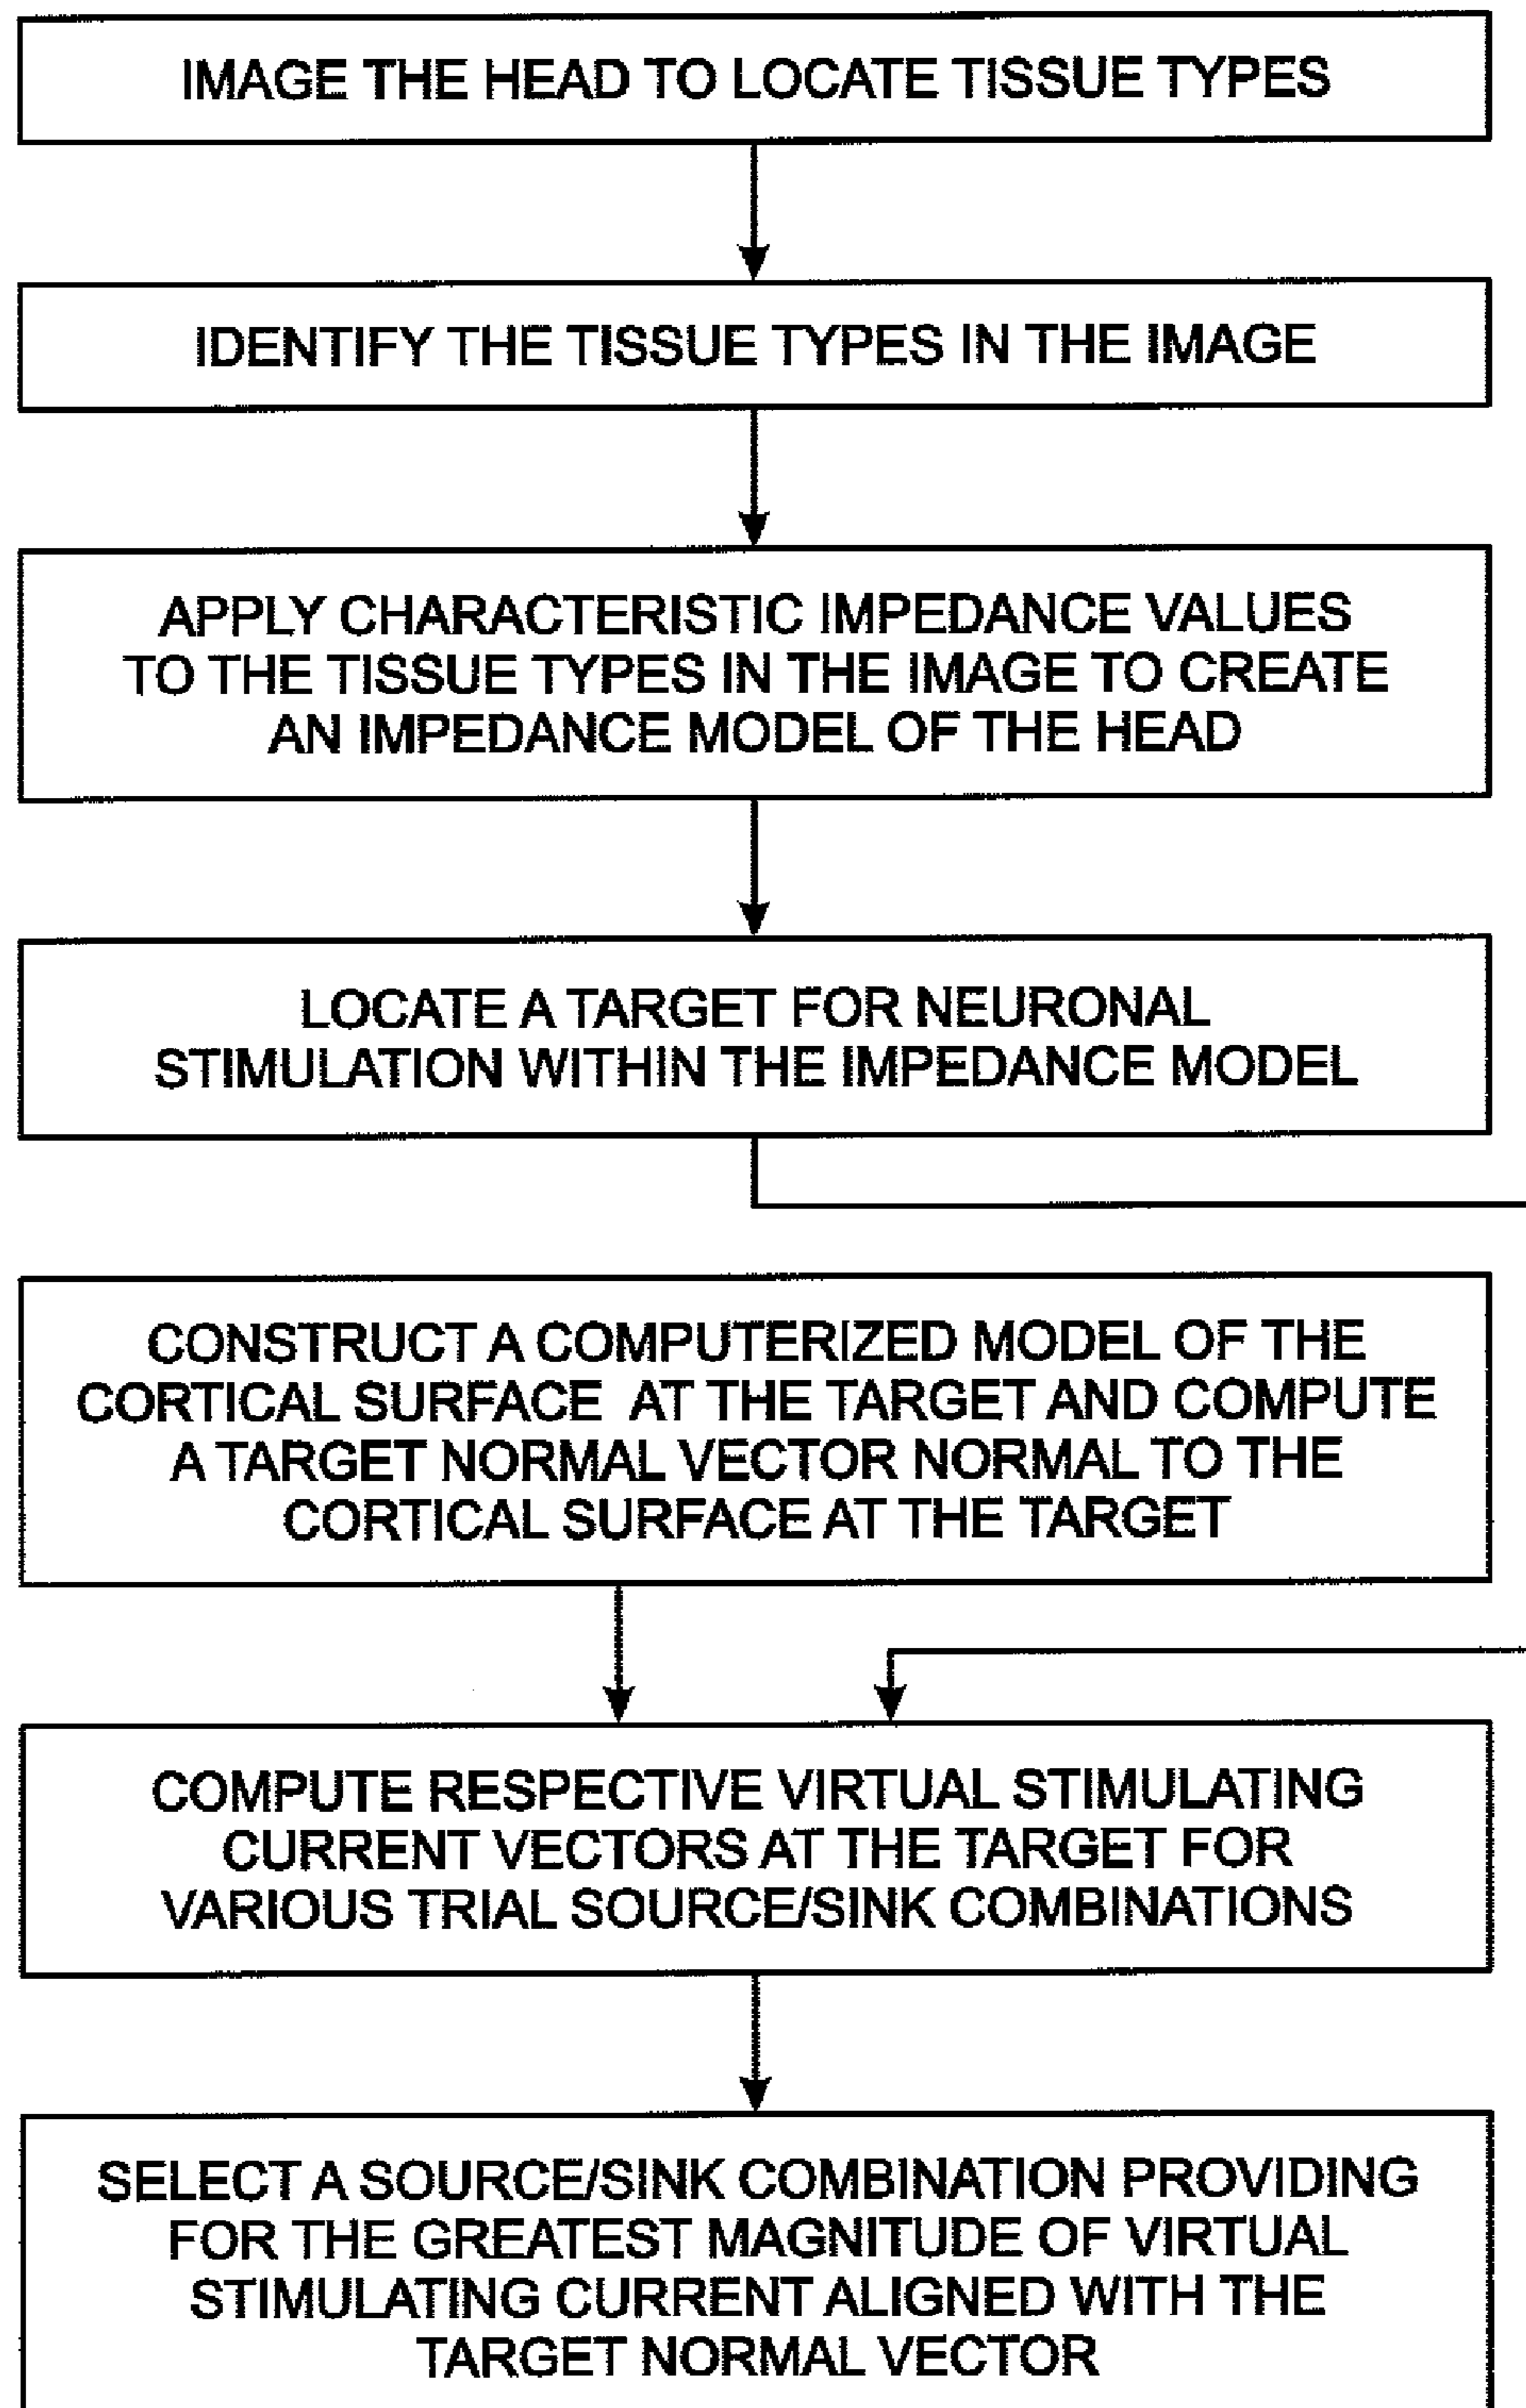 IMAGE THE HEAD TO LOCATE TISSUE TYPES
IDENTIFY THE TISSUE TYPES IN THE IMAGE
APPLY CHARACTERISTIC IMPEDANCE VALUES
TO THE TISSUE TYPES IN THE IMAGE TO CREATE
AN IMPEDANCE MODEL OF THE HEAD
LOCATE A TARGET FOR NEURONAL
STIMULATION WITHIN THE IMPEDANCE MODEL
CONSTRUCT A COMPUTERIZED MODEL OF THE
CORTICAL SURFACE AT THE TARGET AND COMPUTE
A TARGET NORMAL VECTOR NORMAL TO THE
CORTICAL SURFACE AT THE TARGET
COMPUTE RESPECTIVE VIRTUAL STIMULATING
CURRENT VECTORS AT THE TARGET FOR
VARIOUS TRIAL SOURCE/SINK COMBINATIONS
SELECT A SOURCE/SINK COMBINATION PROVIDING
FOR THE GREATEST MAGNITUDE OF VIRTUAL
STIMULATING CURRENT ALIGNED WITH THE
TARGET NORMAL VECTOR